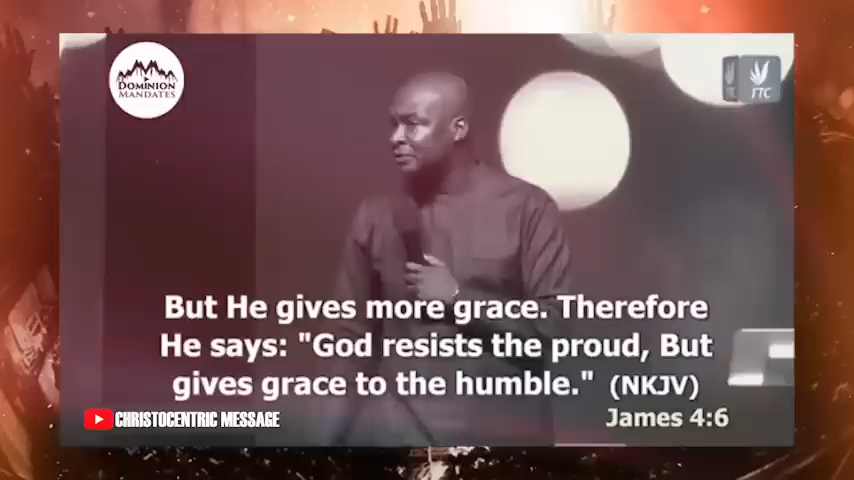 DOMINION
MANDATES
But He gives more grace. Therefore
He says: "God resists the proud, But
gives grace to the humble." (NKJV)
CHRISTOCENTRIC MESSAGE
James 4:6